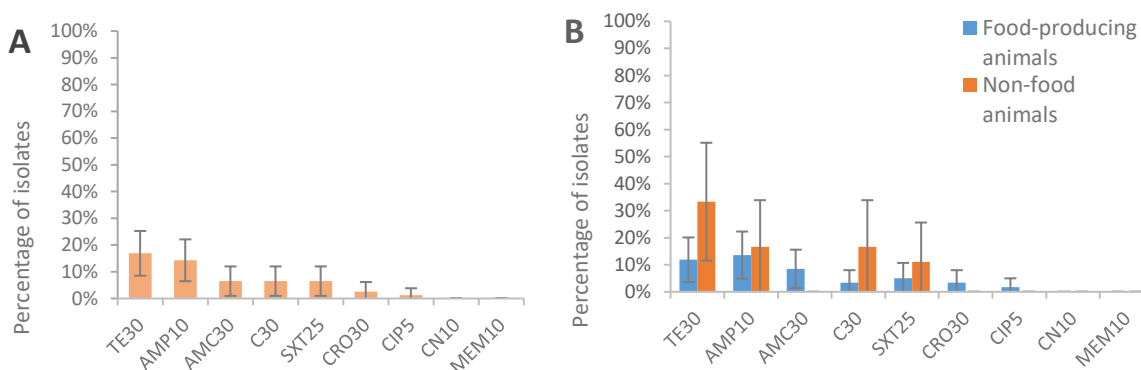 A
Percentage of isolates
100%
90%
80%
70%
60%
50%
40%
30%
20%
10%
0%
TE30
AMP10
AMC30
C30
SXT25
CRO30
CIP5
CN10
MEM10
B
Percentage of isolates
100%
90%
80%
70%
60%
50%
40%
30%
20%
10%
0%
TE30
AMP10
AMC30
C30
SXT25
CRO30
CIP5
CN10
MEM10
Food-producing
animals
Non-food
animals